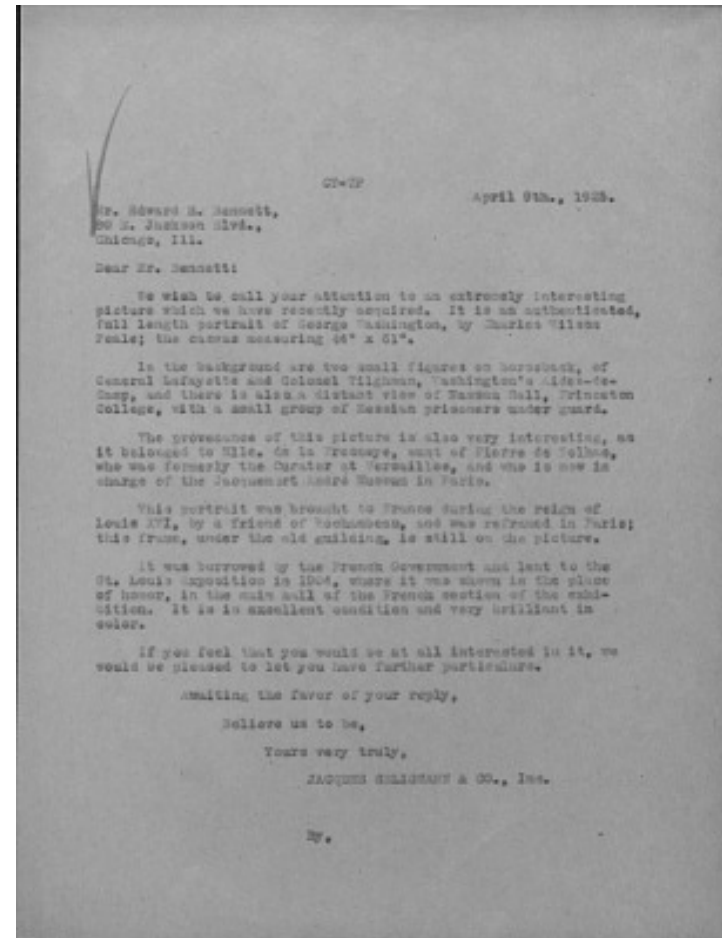 GT-TP
April 9th., 1925.
Mr. Edward H. Bennett,
80 E. Jackson Blvd.,
Chicago, Ill.
Dear Mr. Bennett:
We wish to call your attention to an extremely interesting
picture which we have recently acquired. It is an authenticated,
full length portrait of George Washington, by Charles Wilson
Peale; the canvas measuring 44" x 61".
In the background are two small figures on horseback, of
General Lafayette and Colonel Tilghman, Washington's Aides-de-
Camp, and there is also a distant view of Nassau Hall, Princeton
College, with a small group of Hessian prisoners under guard.
The provenance of this picture is also very interesting, as
it belonged to Mlle. de la aunt of Pierre de Nolhac,
who was formerly the Curator at Versailles, and who is now in
charge of the Jacquemart André Museum in Paris.
This portrait was brought to France during the reign of
Louis XVI, by a friend of Rochambeau, and was reframed in Paris;
this frame, under the old guilding, is still on the picture.
It was borrowed by the French Government and lent to the
St. Louis Exposition in 1904, where it was shown in the place
of honor, in the main hall of the French section of the exhi-
bition. It is in excellent condition and very brilliant in
color.
If you feel that you would be at all interested in it, we
would be pleased to let you have further particulars.
Awaiting the favor of your reply,
Believe us to be,
Yours very truly,
JACQUES SELIGMANN & CO., Inc.
By.